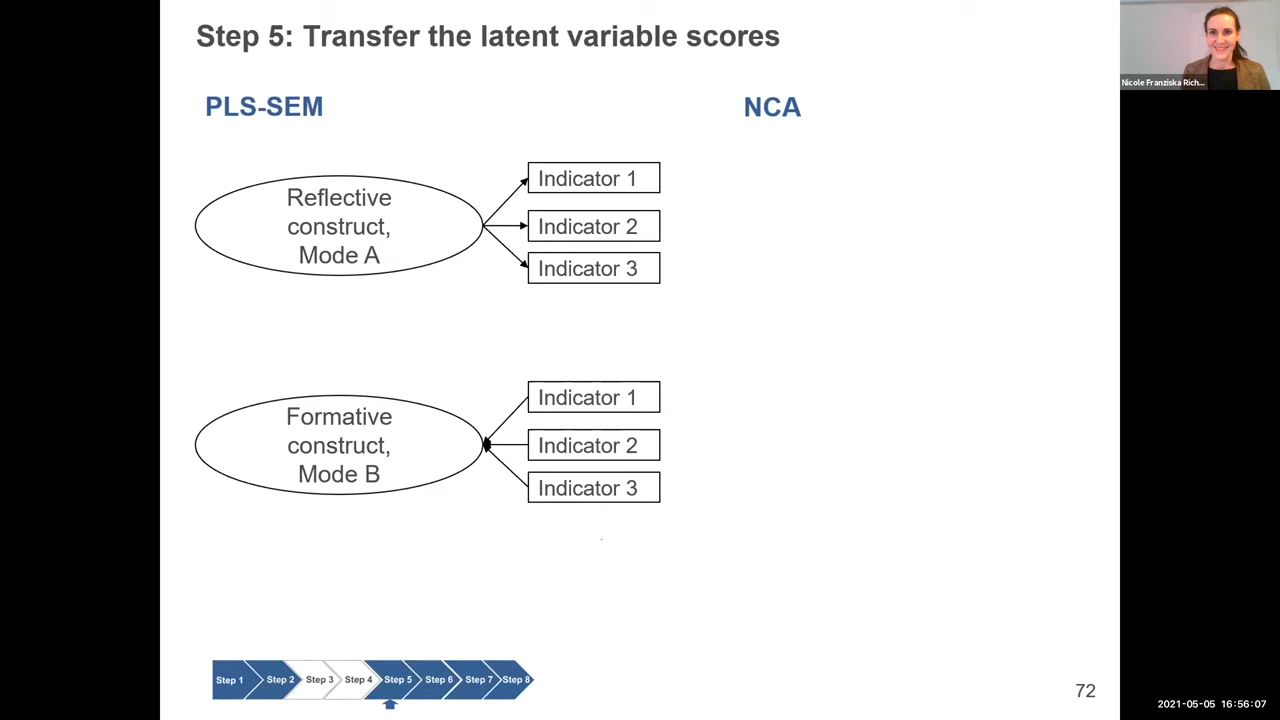 Step 5: Transfer the latent variable scores
Nicole Franziska Rich...
PLS-SEM
NCA
Reflective
construct,
Mode A
Indicator 1
Indicator 2
Indicator 3
Formative
construct,
Mode B
Indicator 1
Indicator 2
Indicator 3
Step 1
Step 2
Step 3
Step 4
Step 5
Step 6
Step 7
Step 8
72
2021-05-05 16:56:07